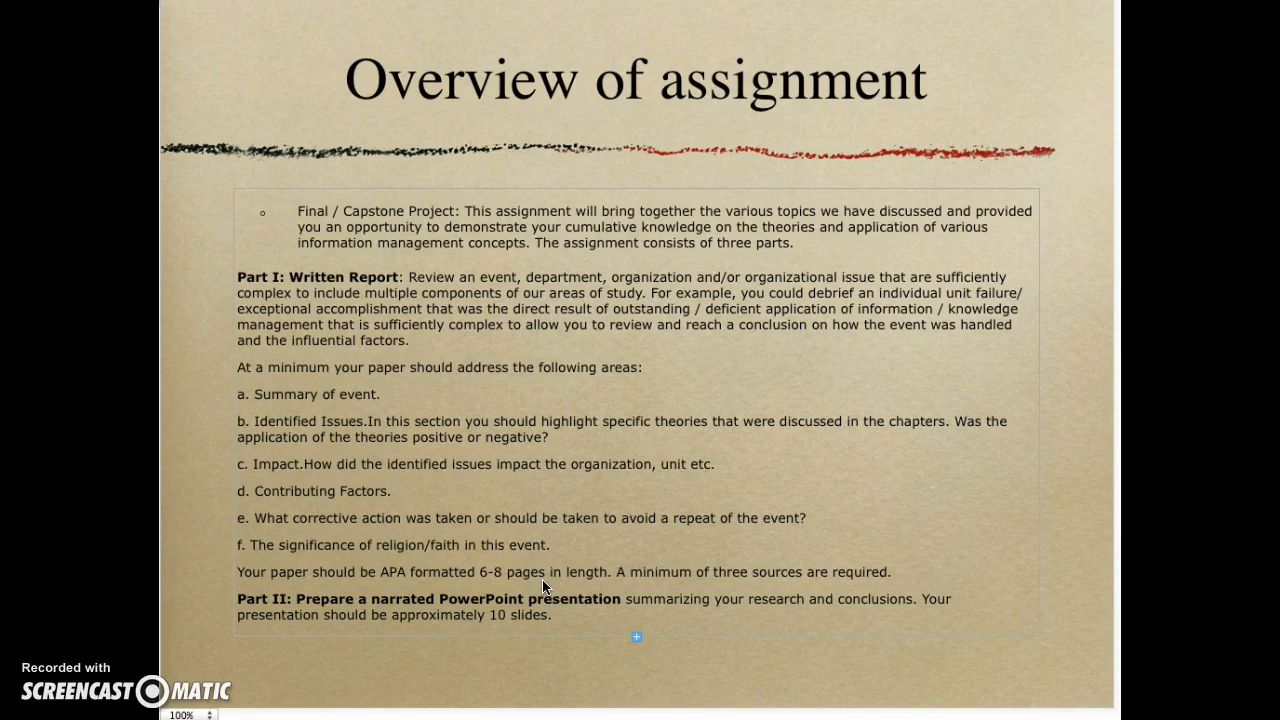 Overview of assignment
Final / Capstone Project: This assignment will bring together the various topics we have discussed and provided
you an opportunity to demonstrate your cumulative knowledge on the theories and application of various
information management concepts. The assignment consists of three parts.
Part I: Written Report: Review an event, department, organization and/or organizational issue that are sufficiently
complex to include multiple components of our areas of study. For example, you could debrief an individual unit failure/
exceptional accomplishment that was the direct result of outstanding / deficient application of information / knowledge
management that is sufficiently complex to allow you to review and reach a conclusion on how the event was handled
and the influential factors.
At a minimum your paper should address the following areas:
a. Summary of event.
b. Identified Issues.In this section you should highlight specific theories that were discussed in the chapters. Was the
application of the theories positive or negative?
c. Impact.How did the identified issues impact the organization, unit etc.
d. Contributing Factors.
e. What corrective action was taken or should be taken to avoid a repeat of the event?
f. The significance of religion/faith in this event.
Your paper should be APA formatted 6-8 pages in length. A minimum of three sources are required.
Part II: Prepare a narrated PowerPoint presentation summarizing your research and conclusions. Your
presentation should be approximately 10 slides.
Recorded with
SCREENCAST-O-MATIC
100%